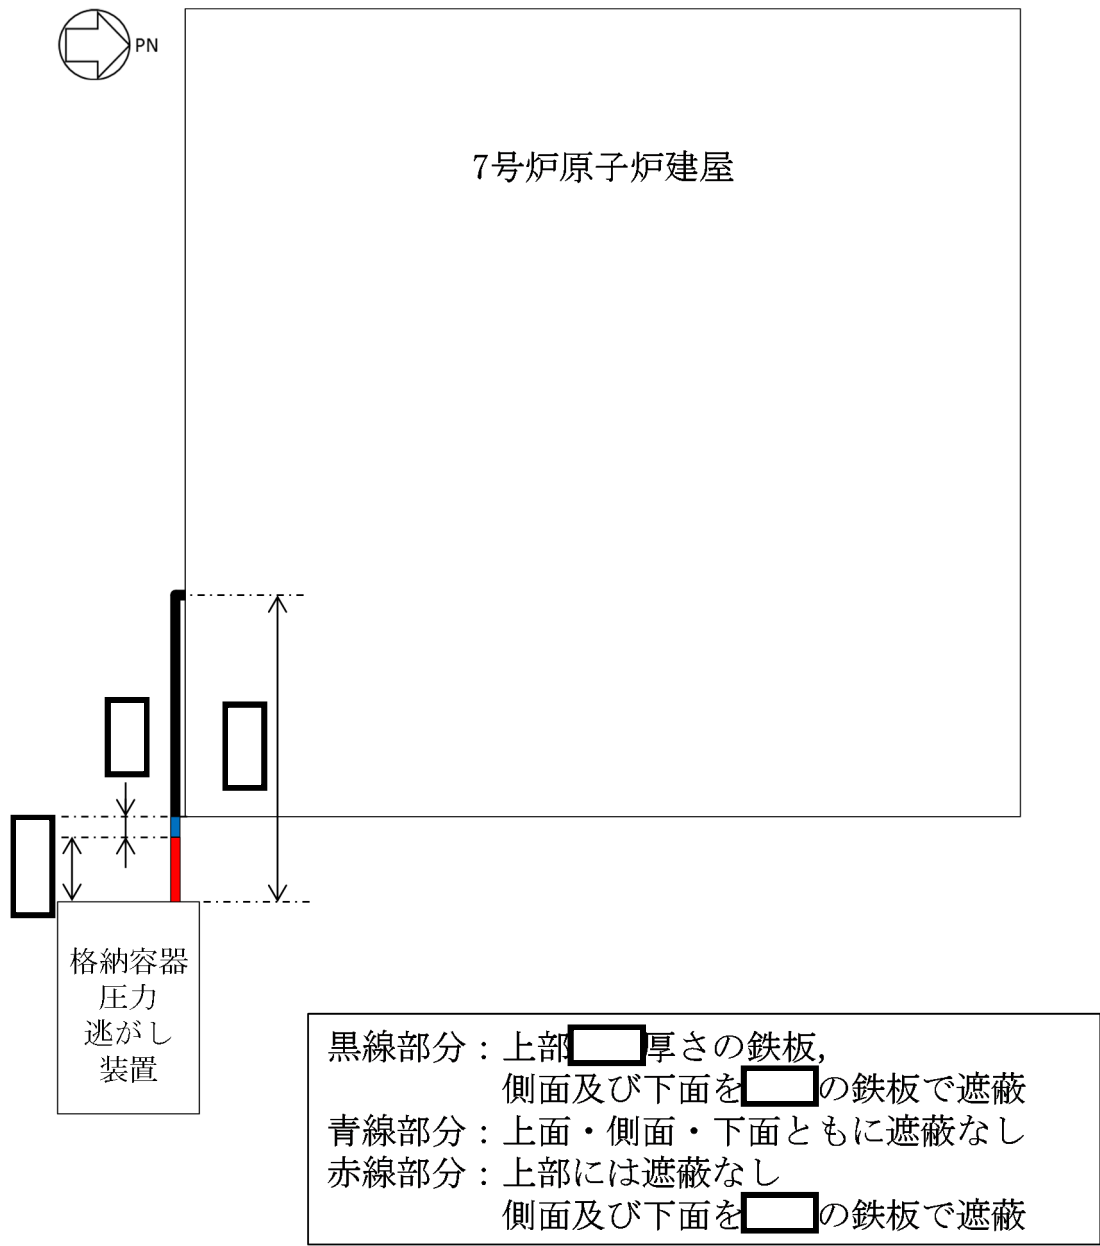 PN
7号炉原子炉建屋
格納容器
圧力
逃がし
装置
黒線部分：上部 厚さの鉄板,
側面及び下面を の鉄板で遮蔽
青線部分：上面・側面・下面ともに遮蔽なし
赤線部分：上部には遮蔽なし
側面及び下面を の鉄板で遮蔽